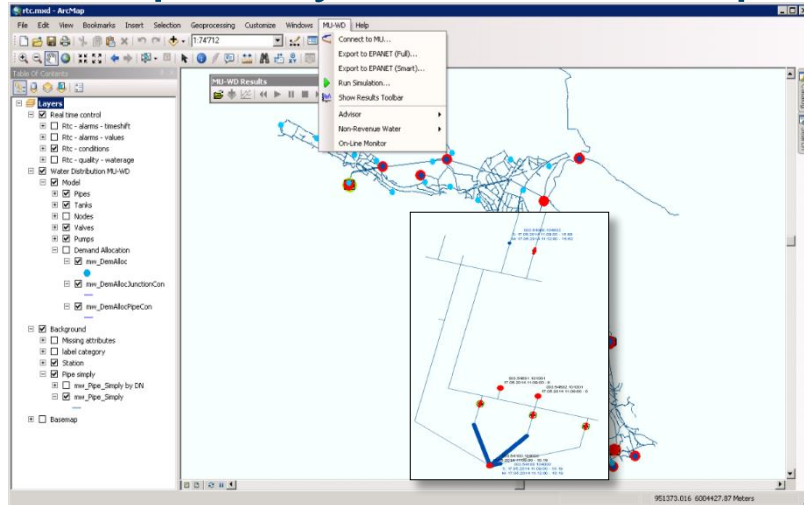 rtc.mxd - ArcMap
File Edit View Bookmarks Insert Selection Geoprocessing Customize Windows MU-WD Help
1:74712
Connect to MU...
Export to EPANET (Full)...
Export to EPANET (Smart)...
Run Simulation...
Show Results Toolbar
Advisor
Non-Revenue Water
On-Line Monitor
MU-WD Results
Table Of Contents
Layers
Real time control
Rtc - alarms - timeshift
Rtc - alarms - values
Rtc - conditions
Rtc - quality - waterage
Water Distribution MU-WD
Model
Pipes
Tanks
Nodes
Valves
Pumps
Demand Allocation
mw_DemAlloc
mw_DemAllocJunctionCon
mw_DemAllocPipeCon
Background
Missing attributes
label category
Station
Pipe simply
mw_Pipe_Simply by DN
mw_Pipe_Simply
Basemap
951373.016 6004427.87 Meters